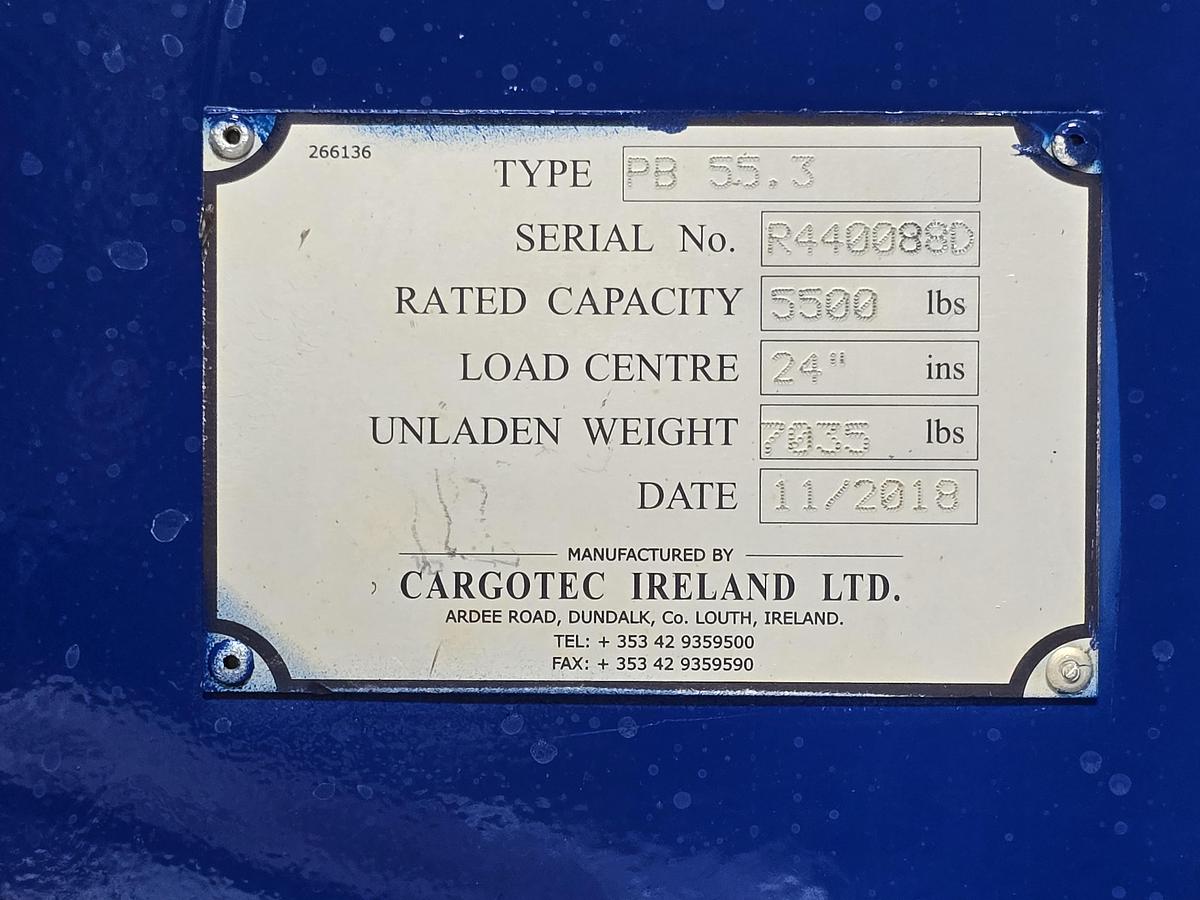 266136
TYPE PB 55.3
SERIAL No. R440088D
RATED CAPACITY 5500 lbs
LOAD CENTRE 24" ins
UNLADEN WEIGHT 7035 lbs
DATE 11/2018
MANUFACTURED BY
CARGOTEC IRELAND LTD.
ARDEE ROAD, DUNDALK, Co. LOUTH, IRELAND.
TEL: + 353 42 9359500
FAX: + 353 42 9359590